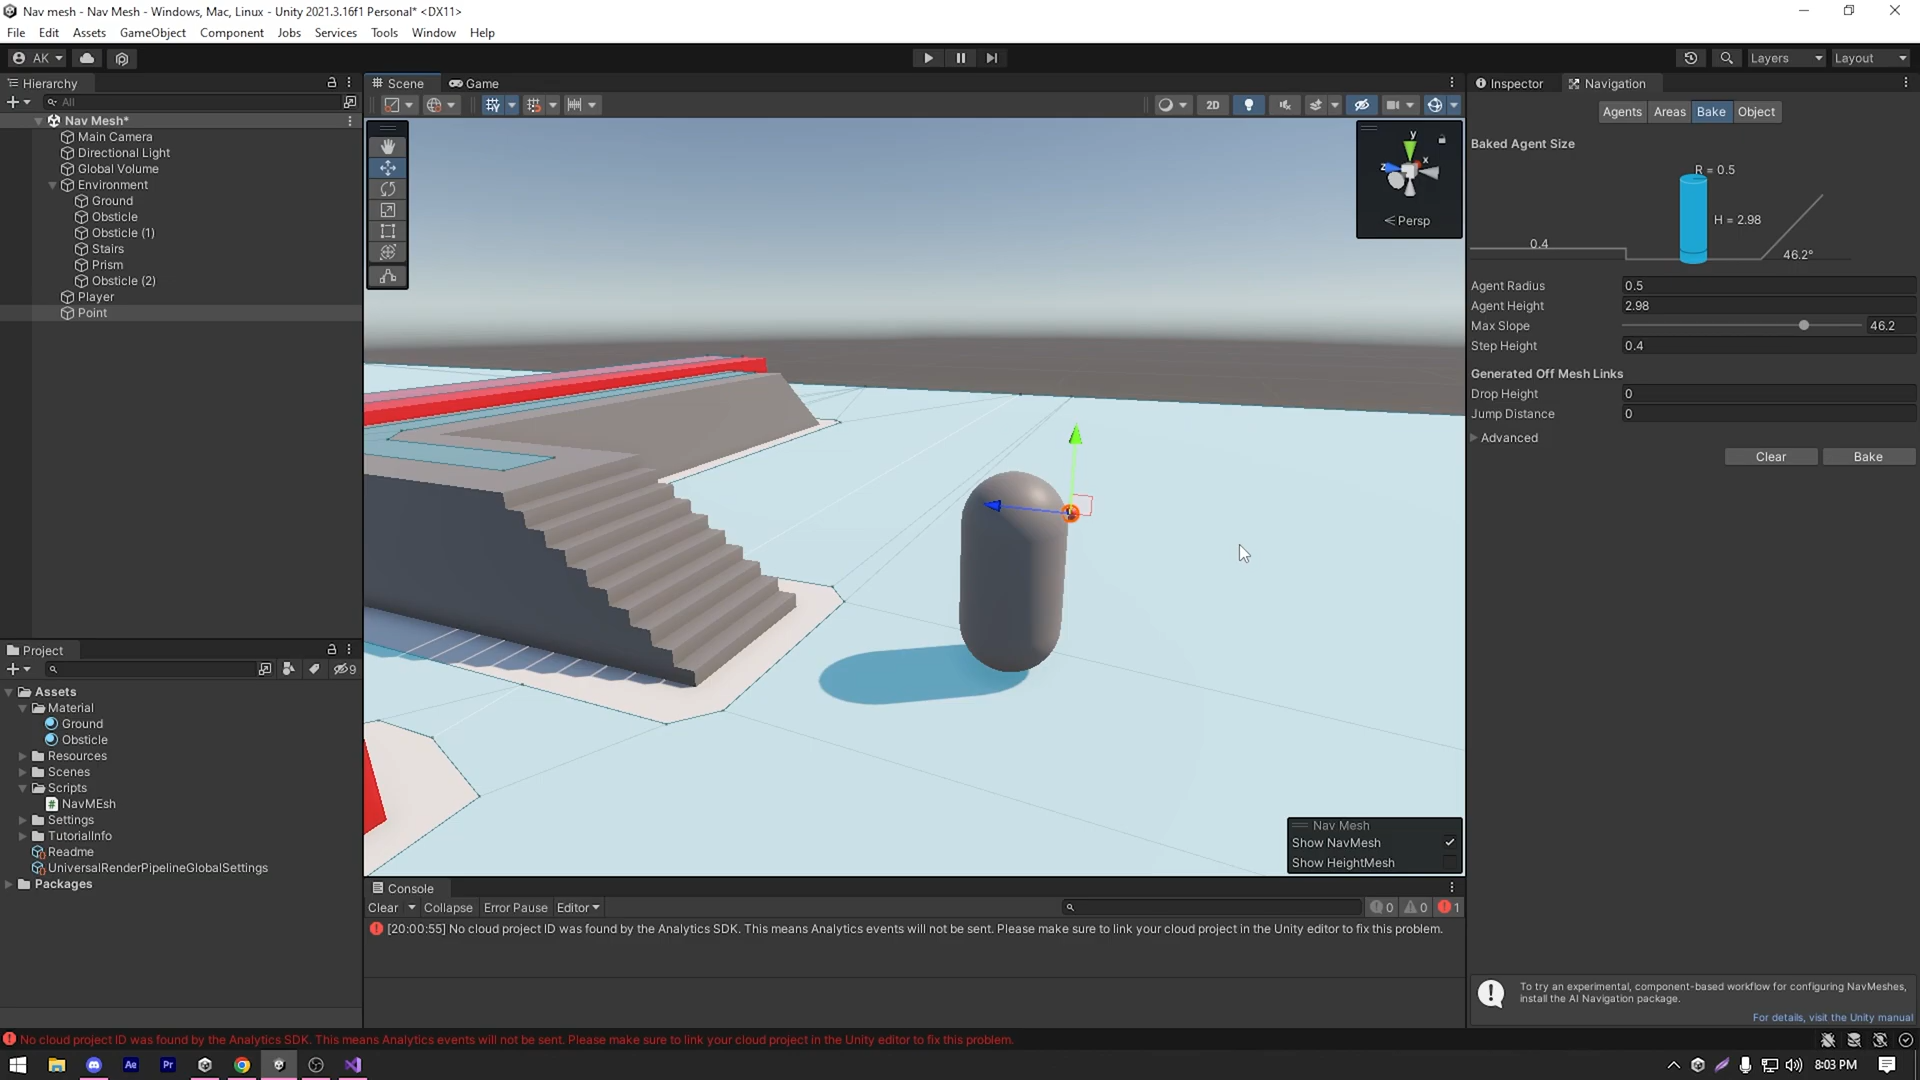 Nav mesh - Nav Mesh - Windows, Mac, Linux - Unity 2021.3.16f1 Personal* <DX11>
File Edit Assets GameObject Component Jobs Services Tools Window Help
AK Layers Layout
Hierarchy
All
Nav Mesh*
Main Camera
Directional Light
Global Volume
Environment
Ground
Obsticle
Obsticle (1)
Stairs
Prism
Obsticle (2)
Player
Point
Project
9
Assets
Material
Ground
Obsticle
Resources
Scenes
Scripts
NavMEsh
Settings
TutorialInfo
Readme
UniversalRenderPipelineGlobalSettings
Packages
Scene Game
2D
y
x
z
Persp
Nav Mesh
Show NavMesh
Show HeightMesh
Console
Clear Collapse Error Pause Editor 0 0 1
[20:00:55] No cloud project ID was found by the Analytics SDK. This means Analytics events will not be sent. Please make sure to link your cloud project in the Unity editor to fix this problem.
Inspector Navigation
Agents Areas Bake Object
Baked Agent Size
R = 0.5
H = 2.98
0.4
46.2°
Agent Radius 0.5
Agent Height 2.98
Max Slope 46.2
Step Height 0.4
Generated Off Mesh Links
Drop Height 0
Jump Distance 0
Advanced
Clear Bake
To try an experimental, component-based workflow for configuring NavMeshes,
install the AI Navigation package.
For details, visit the Unity manual
No cloud project ID was found by the Analytics SDK. This means Analytics events will not be sent. Please make sure to link your cloud project in the Unity editor to fix this problem.
Ae Pr 8:03 PM